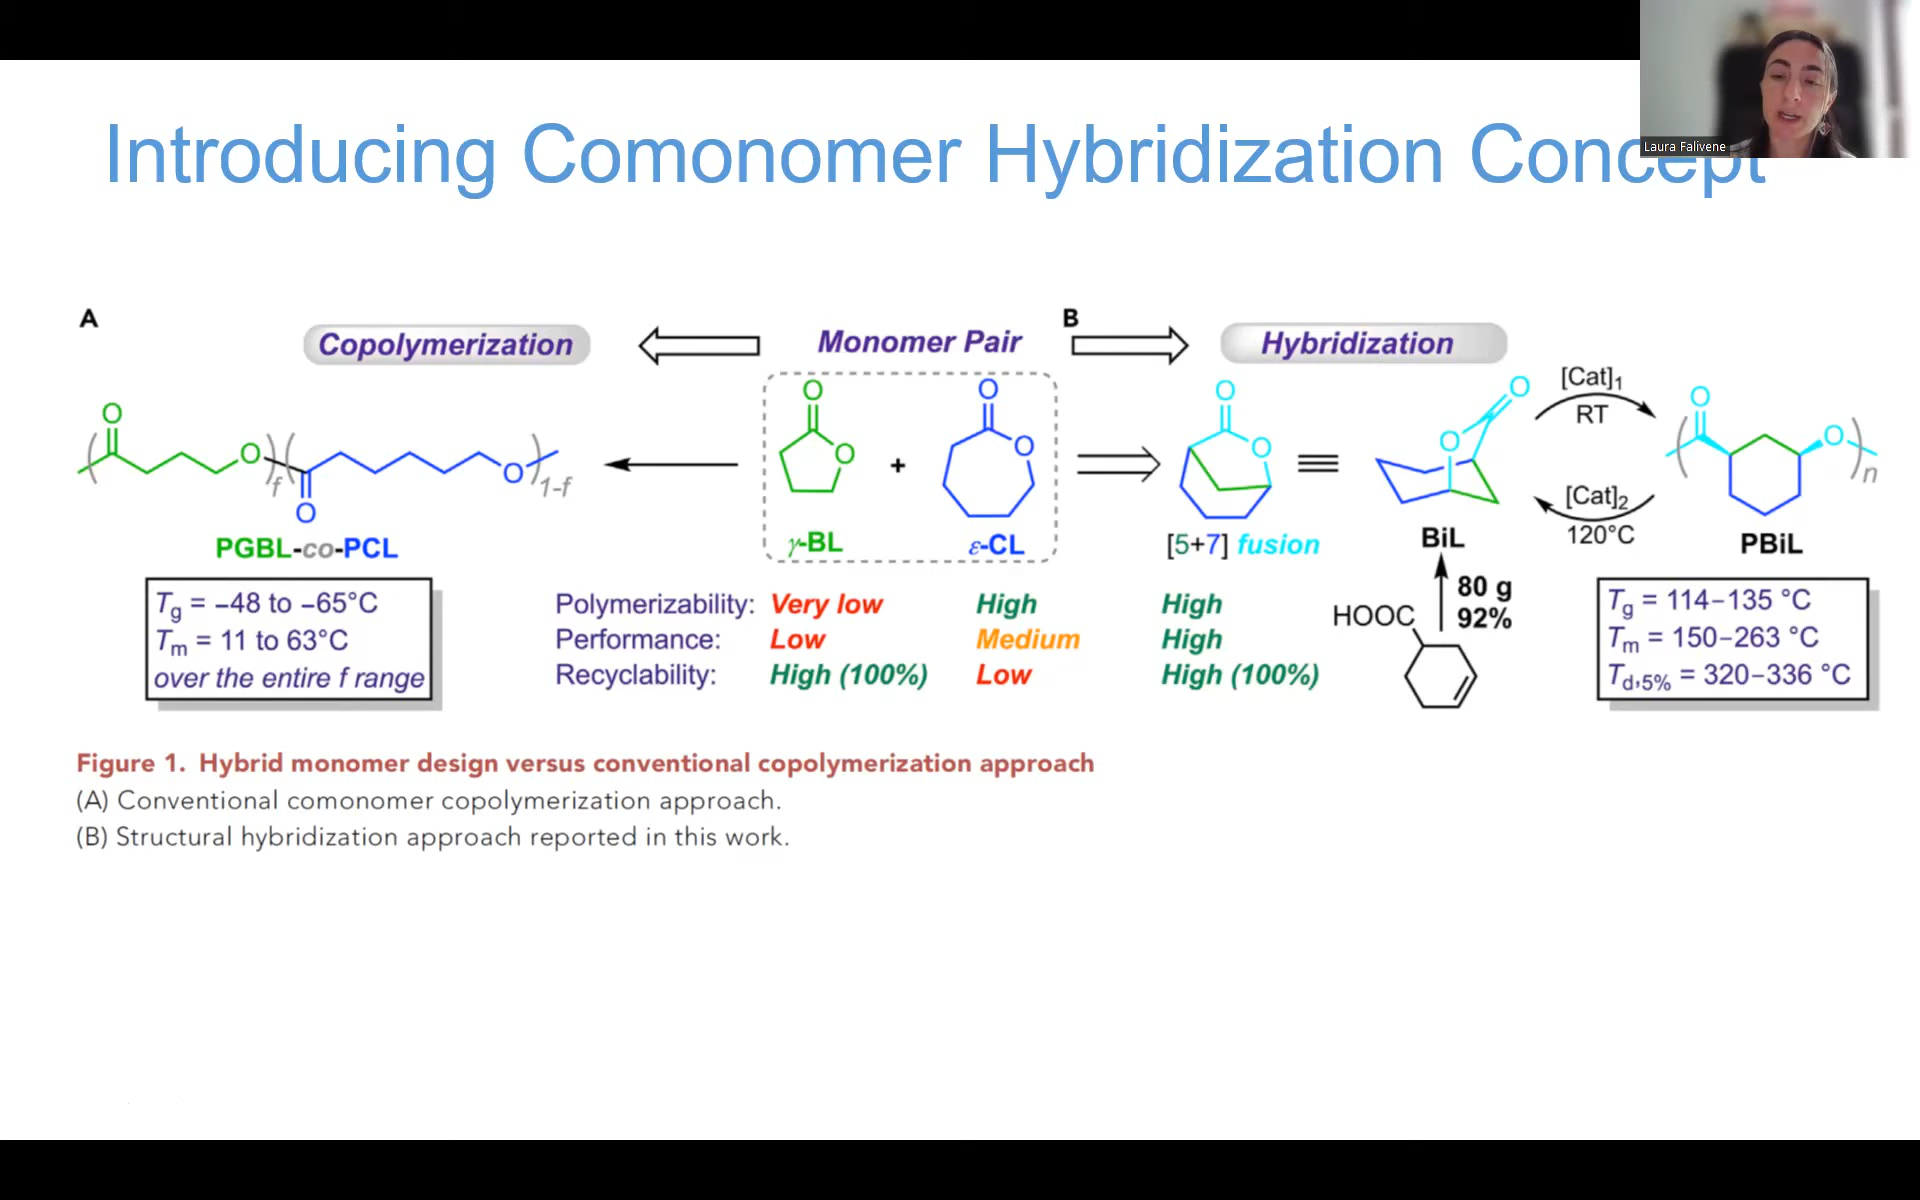 Introducing Comonomer Hybridization Concept
Laura Falivene
A
B
Copolymerization
Monomer Pair
Hybridization
O
O
f
O
O
1-f
PGBL-co-PCL
O
O
+
O
O
γ-BL
ε-CL
O
O
[5+7] fusion
O
O
BiL
[Cat]1
RT
[Cat]2
120°C
O
O
n
PBiL
Tg = −48 to −65°C
Tm = 11 to 63°C
over the entire f range
Polymerizability: Very low High High
Performance: Low Medium High
Recyclability: High (100%) Low High (100%)
80 g
92%
HOOC
Tg = 114−135 °C
Tm = 150−263 °C
Td,5% = 320−336 °C
Figure 1. Hybrid monomer design versus conventional copolymerization approach
(A) Conventional comonomer copolymerization approach.
(B) Structural hybridization approach reported in this work.